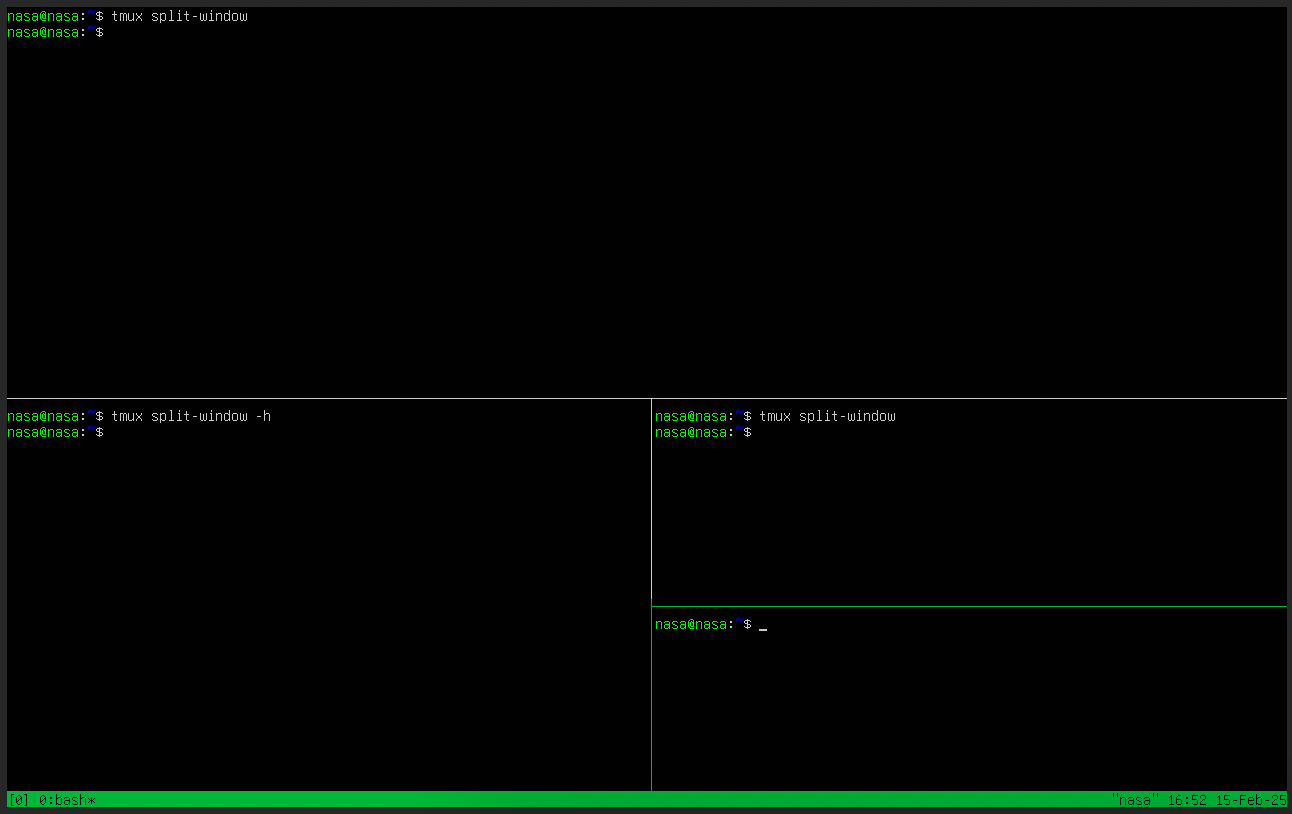 nasa@nasa:~$ tmux split-window
nasa@nasa:~$
nasa@nasa:~$ tmux split-window -h
nasa@nasa:~$
nasa@nasa:~$ tmux split-window
nasa@nasa:~$
nasa@nasa:~$ _
[0] 0:bash* "nasa" 16:52 15-Feb-25